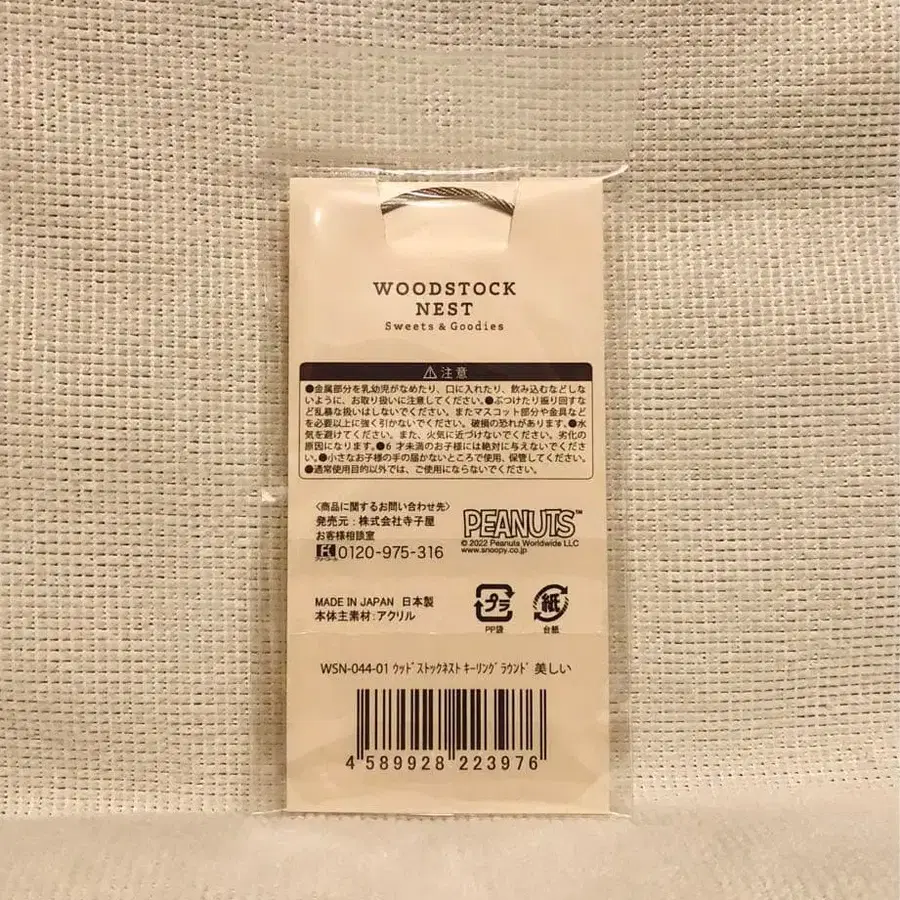 WOODSTOCK
NEST
Sweets & Goodies
⚠注意
●金属部分を乳幼児がなめたり、口に入れたり、飲み込むなどしな
いように、お取り扱いに注意してください。●ぶつけたり振り回す
など乱暴な扱いはしないでください。またマスコット部分や金具など
を必要以上に強く引かないでください。破損の恐れがあります。●水
気を避けてください。また、火気に近づけないでください。劣化の
原因になります。●6才未満のお子様には絶対に与えないでくださ
い。●小さなお子様の手の届かないところで使用、保管してください。
●通常使用目的以外では、ご使用にならないでください。
〈商品に関するお問い合わせ先〉
発売元：株式会社寺子屋
お客様相談室
0120-975-316
PEANUTS™
© 2022 Peanuts Worldwide LLC
www.snoopy.co.jp
MADE IN JAPAN 日本製
本体主素材：アクリル
プラ
PP袋
紙
台紙
WSN-044-01 ｳｯﾄﾞｽﾄｯｸﾈｽﾄ ｷｰﾘﾝｸﾞﾗｳﾝﾄﾞ 美しい
4 589928 223976